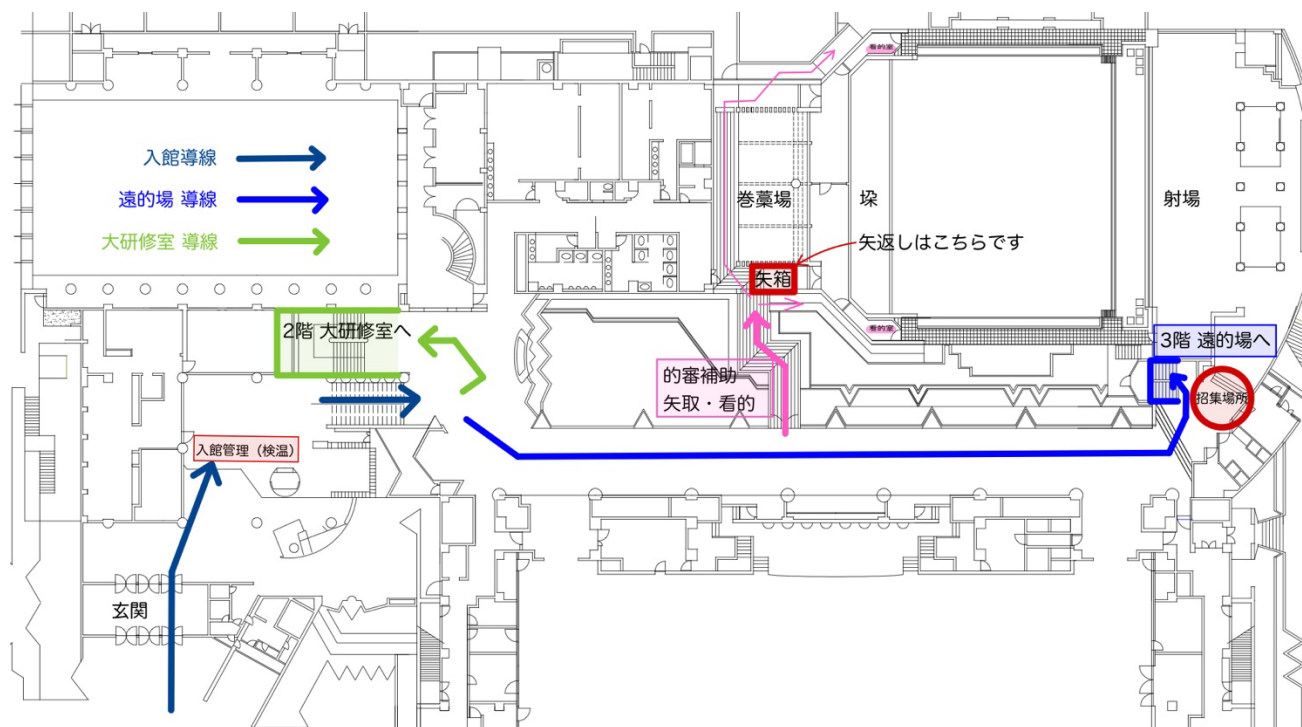 入館導線
遠的場 導線
大研修室 導線
看的室
巻藁場
垜
射場
矢返しはこちらです
矢箱
看的室
2階 大研修室へ
3階 遠的場へ
的審補助
矢取・看的
招集場所
入館管理（検温）
玄関